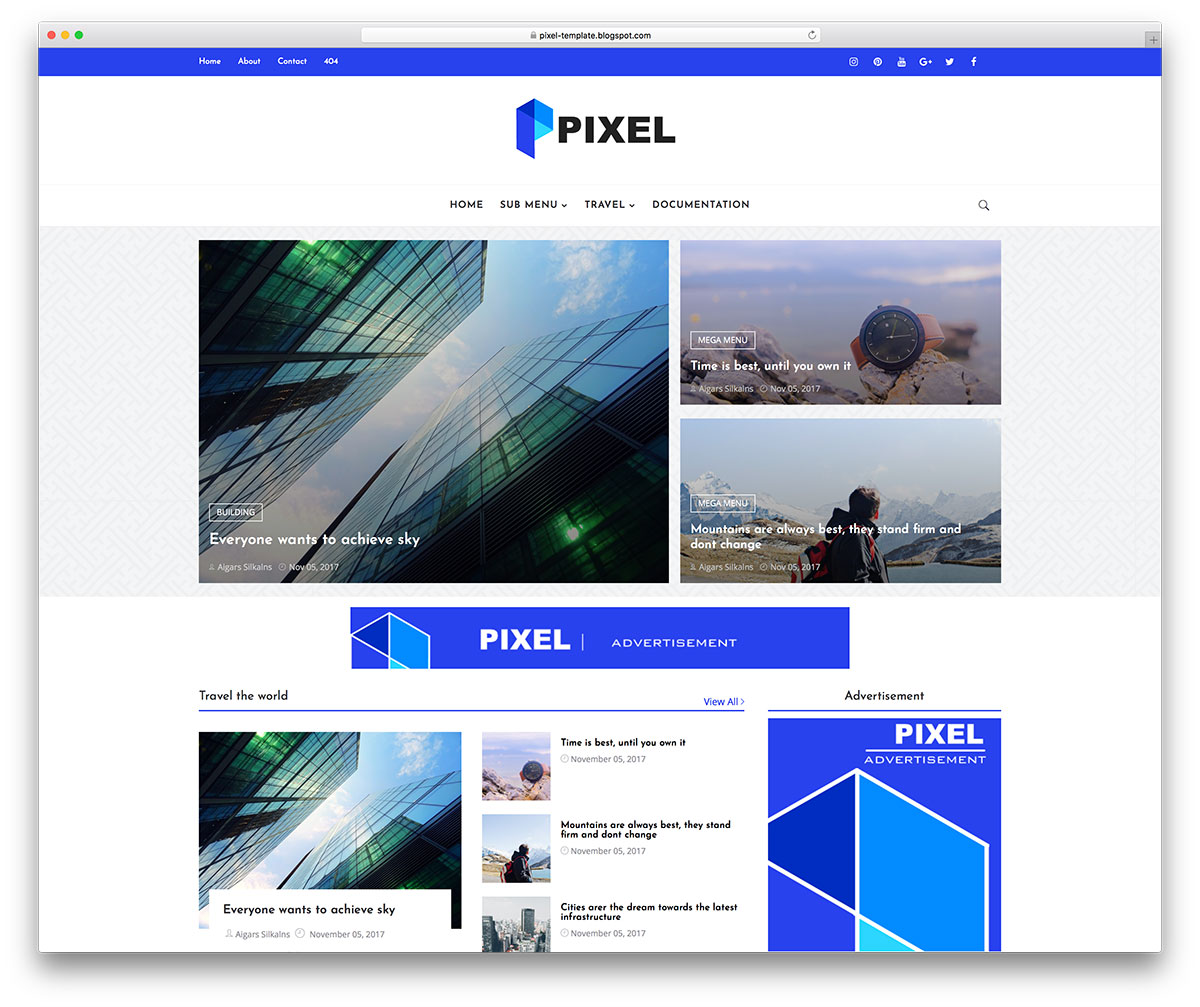 pixel-template.blogspot.com
Home About Contact 404
PIXEL
HOME SUB MENU TRAVEL DOCUMENTATION
BUILDING
Everyone wants to achieve sky
Aigars Silkalns Nov 05, 2017
MEGA MENU
Time is best, until you own it
Aigars Silkalns Nov 05, 2017
MEGA MENU
Mountains are always best, they stand firm and
dont change
Aigars Silkalns Nov 05, 2017
PIXEL | ADVERTISEMENT
Travel the world
View All
Everyone wants to achieve sky
Aigars Silkalns November 05, 2017
Time is best, until you own it
November 05, 2017
Mountains are always best, they stand
firm and dont change
November 05, 2017
Cities arer the dream towards the latest
infrastructure
November 05, 2017
Advertisement
PIXEL
ADVERTISEMENT